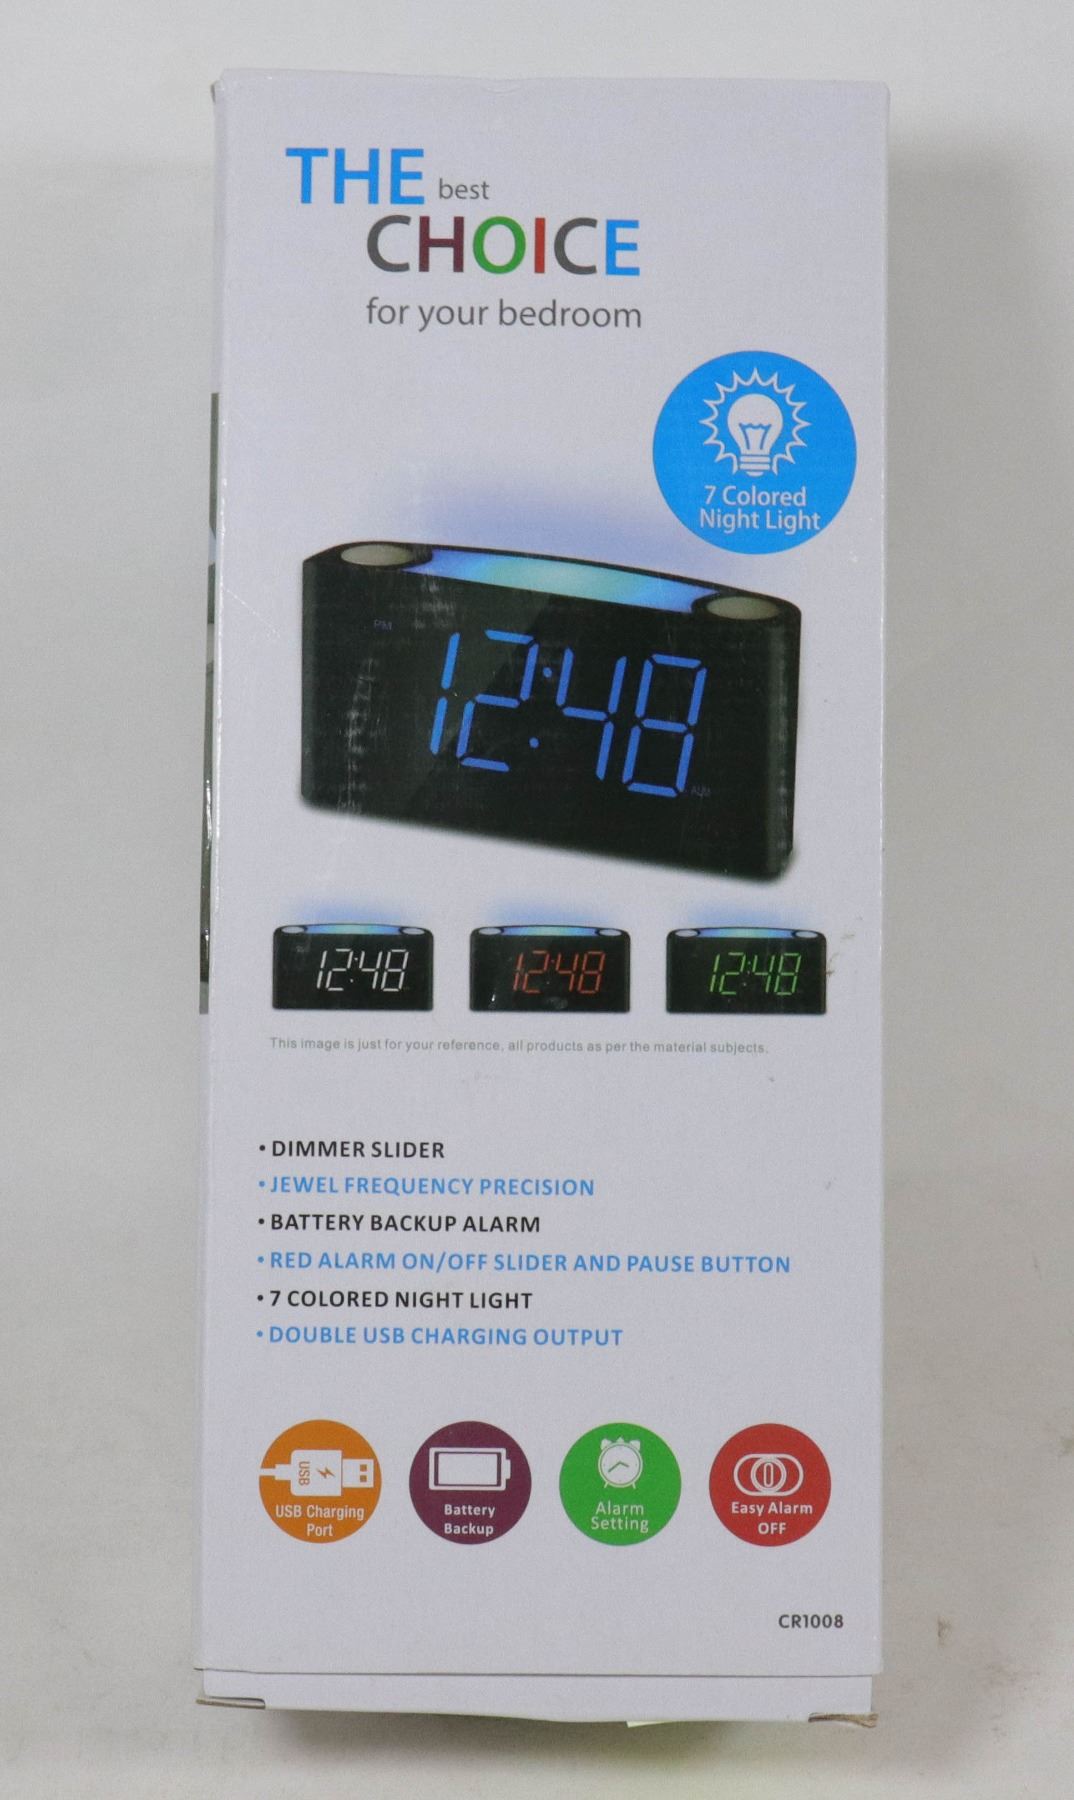 THE best
CHOICE
for your bedroom
7 Colored
Night Light
PM
12:48
ALM
12:48
12:48
12:48
This image is just for your reference, all products as per the material subjects.
• DIMMER SLIDER
• JEWEL FREQUENCY PRECISION
• BATTERY BACKUP ALARM
• RED ALARM ON/OFF SLIDER AND PAUSE BUTTON
• 7 COLORED NIGHT LIGHT
• DOUBLE USB CHARGING OUTPUT
USB
USB Charging
Port
Battery
Backup
Alarm
Setting
Easy Alarm
OFF
CR1008